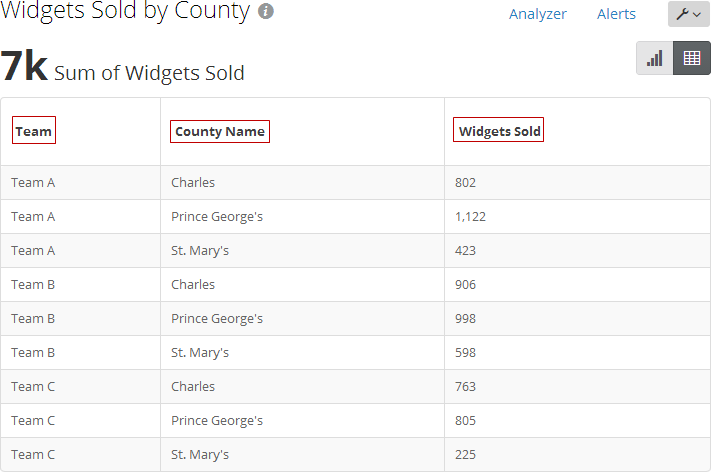 Widgets Sold by County
Analyzer Alerts
7k Sum of Widgets Sold
Team County Name Widgets Sold
Team A Charles 802
Team A Prince George's 1,122
Team A St. Mary's 423
Team B Charles 906
Team B Prince George's 998
Team B St. Mary's 598
Team C Charles 763
Team C Prince George's 805
Team C St. Mary's 225